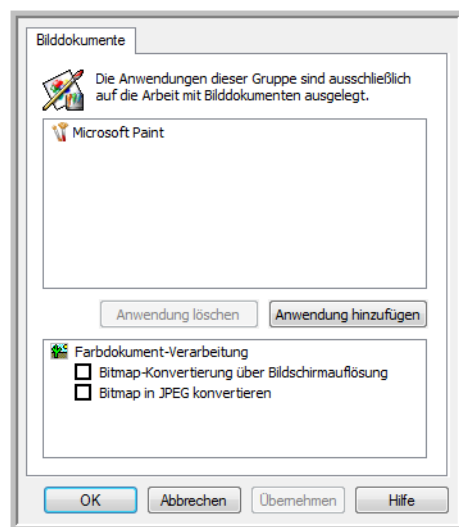 Bilddokumente
Die Anwendungen dieser Gruppe sind ausschließlich
auf die Arbeit mit Bilddokumenten ausgelegt.
Microsoft Paint
Anwendung löschen
Anwendung hinzufügen
Farbdokument-Verarbeitung
Bitmap-Konvertierung über Bildschirmauflösung
Bitmap in JPEG konvertieren
OK
Abbrechen
Übernehmen
Hilfe